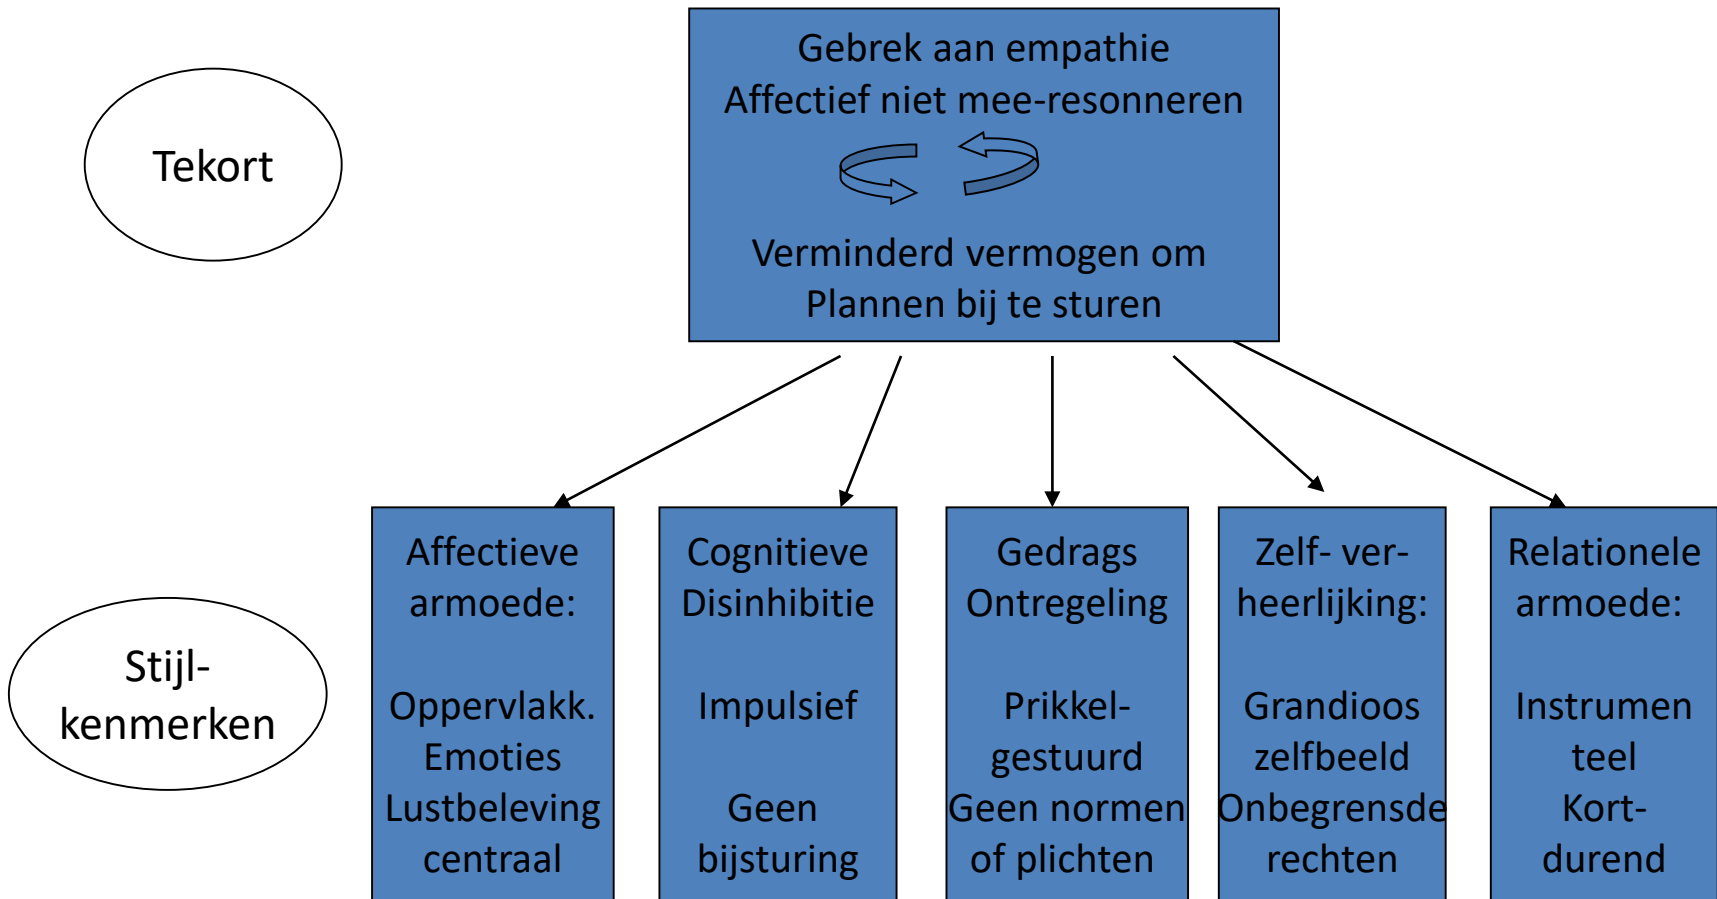 Gebrek aan empathie
Affectief niet mee-resonneren
Verminderd vermogen om
Plannen bij te sturen
Tekort
Affectieve
armoede:
Oppervlakk.
Emoties
Lustbeleving
centraal
Cognitieve
Disinhibitie
Impulsief
Geen
bijsturing
Gedrags
Ontregeling
Prikkel-
gestuurd
Geen normen
of plichten
Zelf- ver-
heerlijking:
Grandioos
zelfbeeld
Onbegrensde
rechten
Relationele
armoede:
Instrumen
teel
Kort-
durend
Stijl-
kenmerken